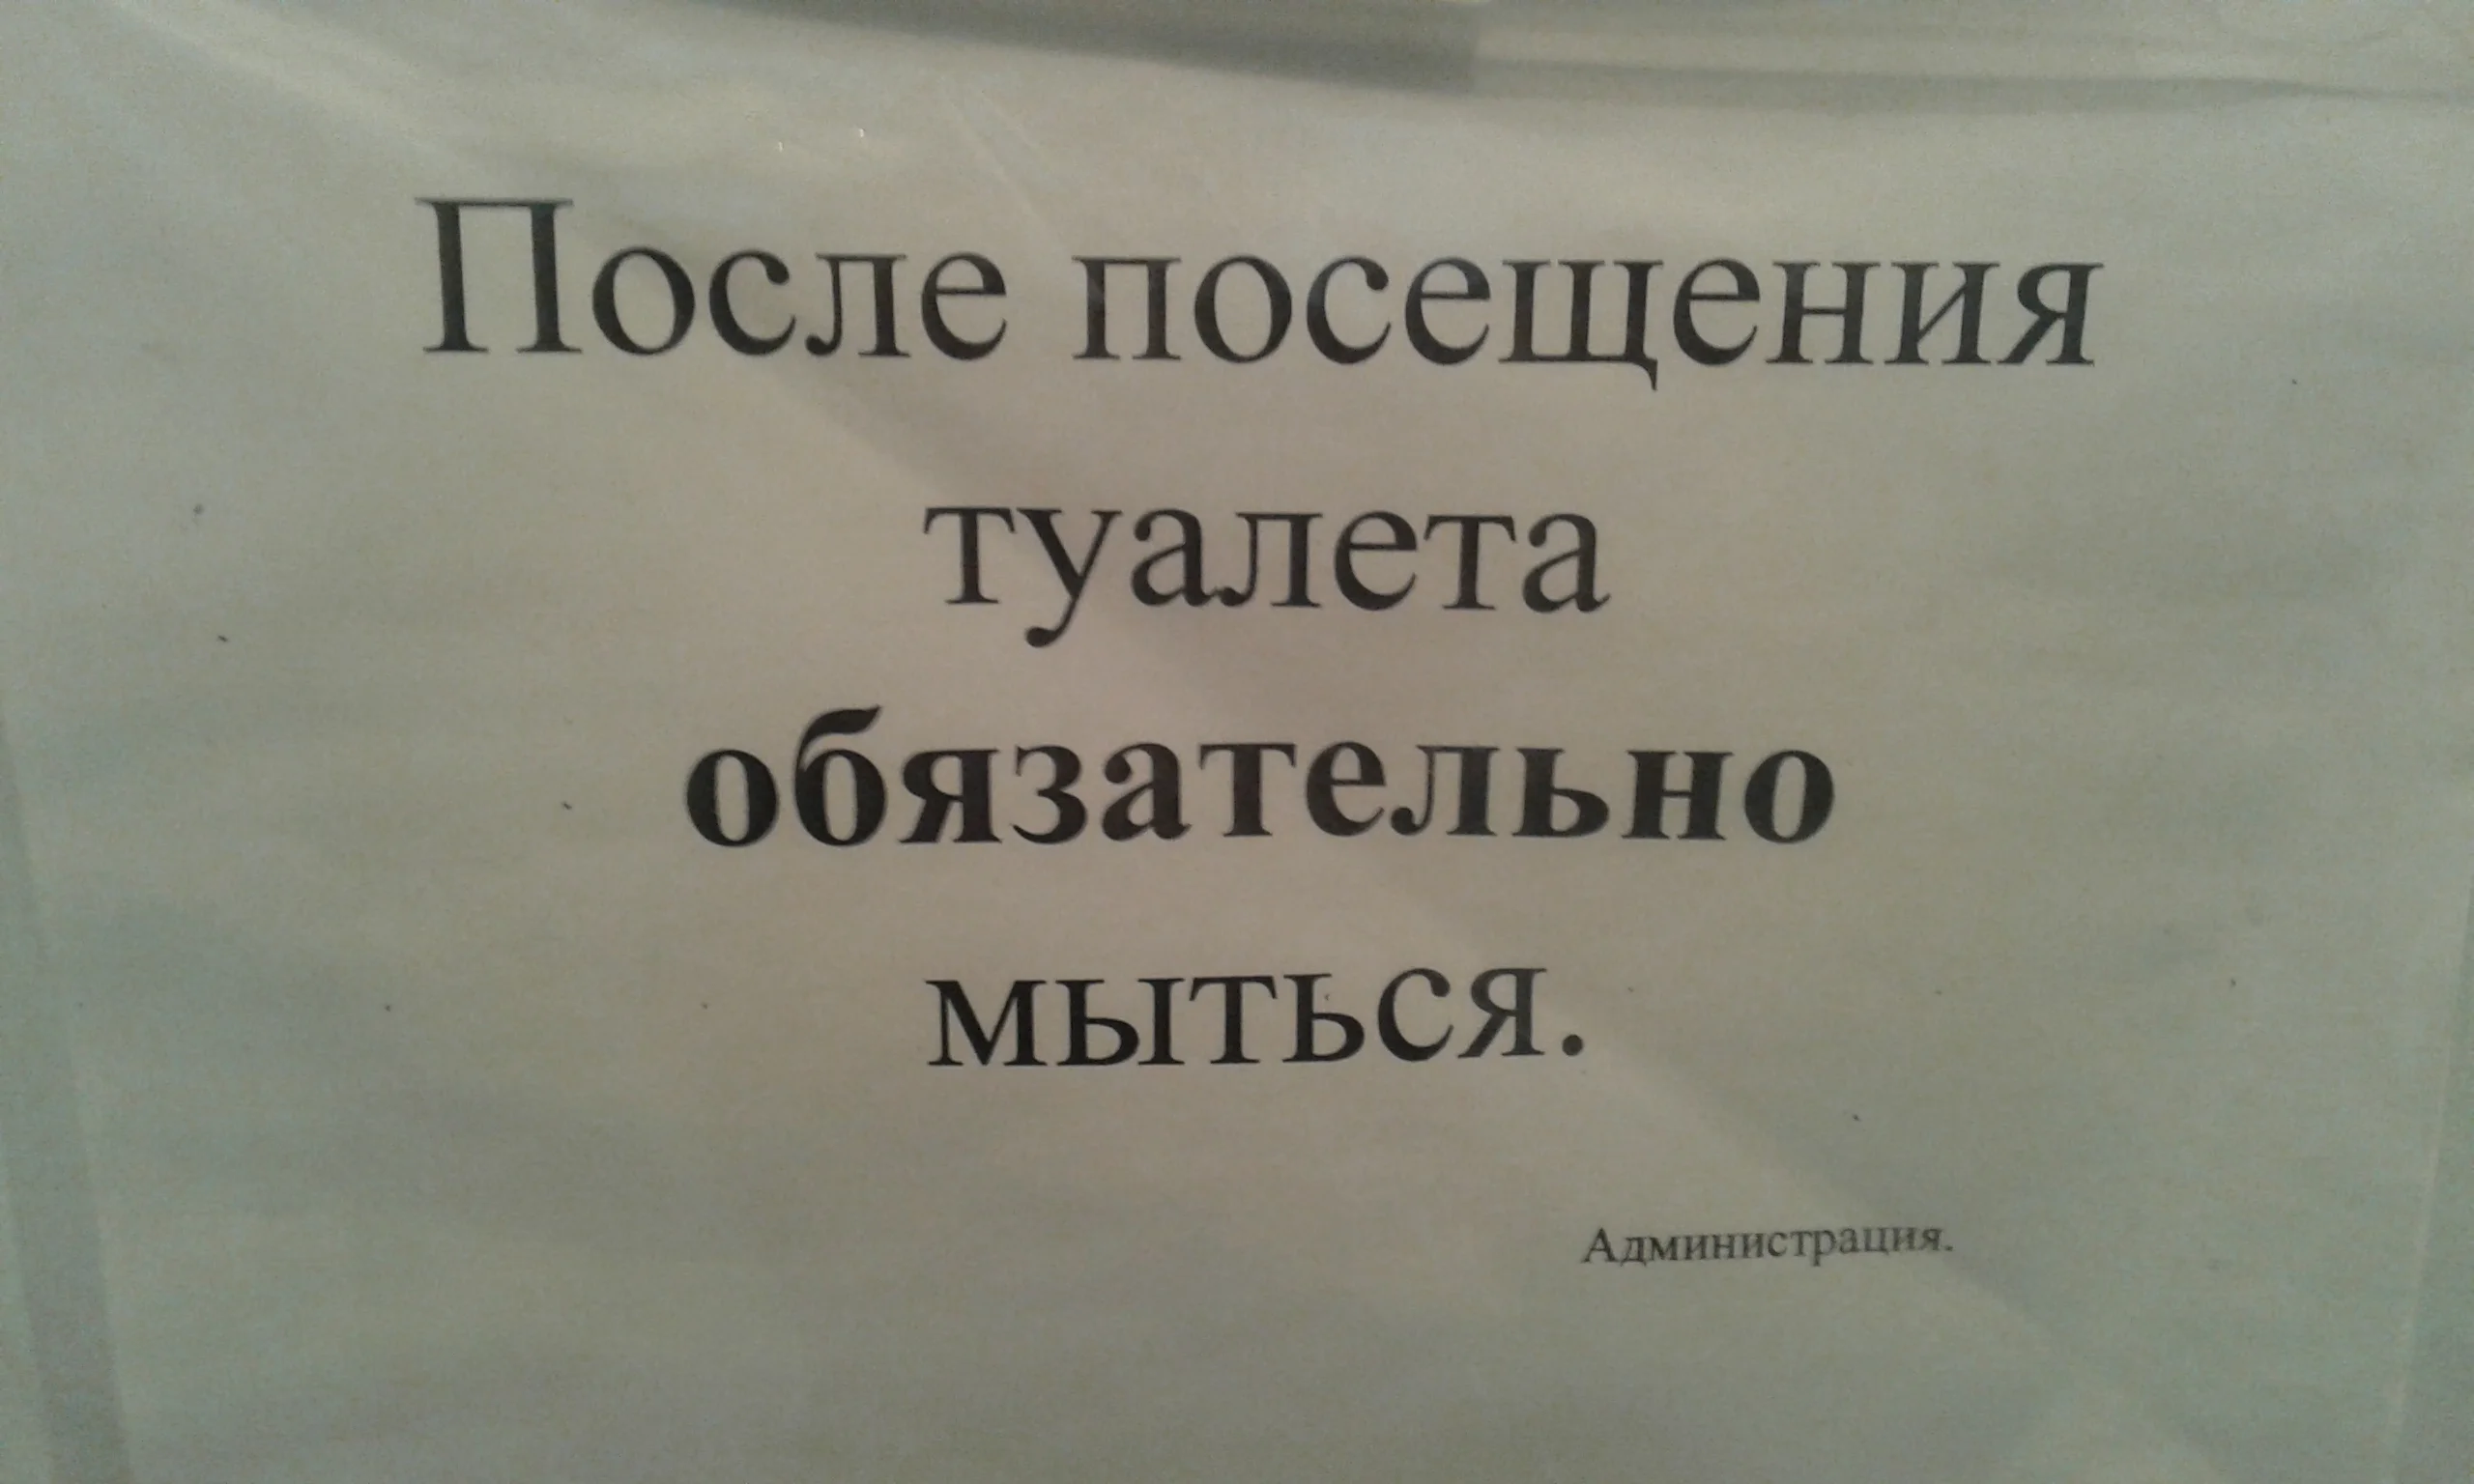 После посещения
туалета
обязательно
мыться.
Администрация.